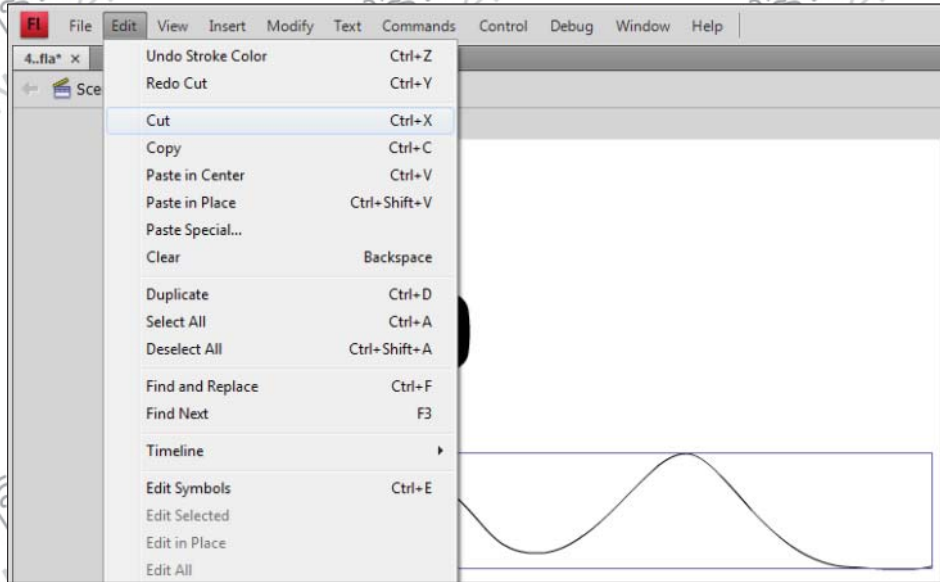 FL File Edit View Insert Modify Text Commands Control Debug Window Help
4..fla* ×
Sce
Undo Stroke Color Ctrl+Z
Redo Cut Ctrl+Y
Cut Ctrl+X
Copy Ctrl+C
Paste in Center Ctrl+V
Paste in Place Ctrl+Shift+V
Paste Special...
Clear Backspace
Duplicate Ctrl+D
Select All Ctrl+A
Deselect All Ctrl+Shift+A
Find and Replace Ctrl+F
Find Next F3
Timeline
Edit Symbols Ctrl+E
Edit Selected
Edit in Place
Edit All